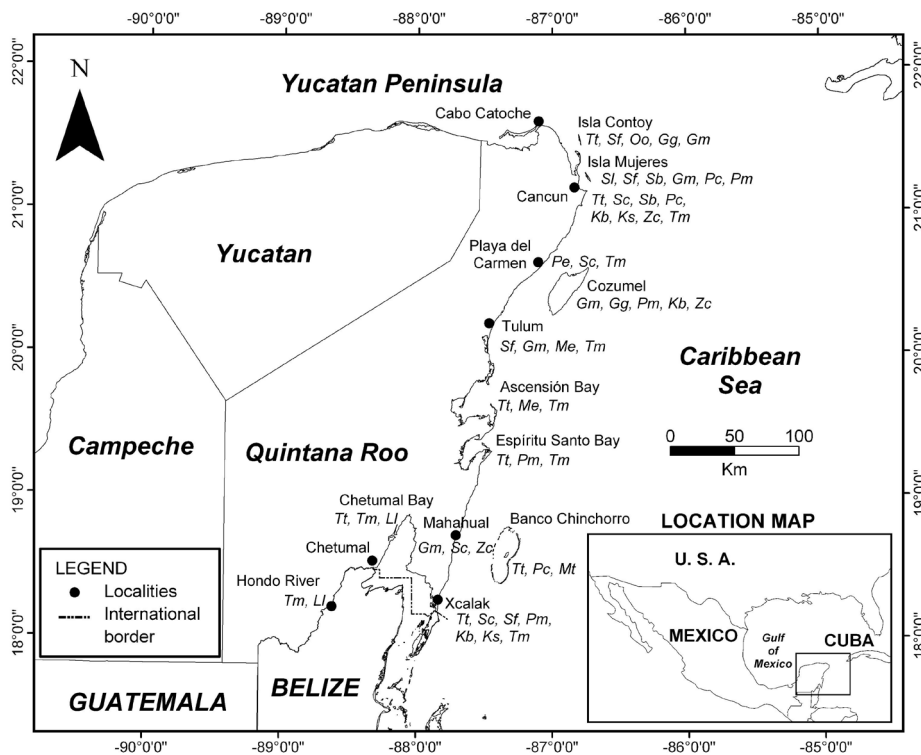 -90°0'0"
-89°0'0"
-88°0'0"
-87°0'0"
-86°0'0"
-85°0'0"
22°0'0"
22°0'0"
N
Yucatan Peninsula
Cabo Catoche
Isla Contoy
Tt, Sf, Oo, Gg, Gm
Isla Mujeres
Sl, Sf, Sb, Gm, Pc, Pm
21°0'0"
21°0'0"
Cancun
Tt, Sc, Sb, Pc,
Kb, Ks, Zc, Tm
Yucatan
Playa del
Carmen
Pe, Sc, Tm
Cozumel
Gm, Gg, Pm, Kb, Zc
Tulum
Sf, Gm, Me, Tm
20°0'0"
20°0'0"
Caribbean
Sea
Ascensión Bay
Tt, Me, Tm
Campeche
Quintana Roo
Espiritu Santo Bay
Tt, Pm, Tm
0 50 100
Km
19°0'0"
19°0'0"
Chetumal Bay
Tt, Tm, Ll
Mahahual
Gm, Sc, Zc
Banco Chinchorro
Tt, Pc, Mt
Chetumal
Hondo River
Tm, Ll
Xcalak
Tt, Sc, Sf, Pm,
Kb, Ks, Tm
LEGEND
Localities
International
border
18°0'0"
18°0'0"
GUATEMALA
BELIZE
LOCATION MAP
U. S. A.
MEXICO
Gulf
of
Mexico
CUBA
-90°0'0"
-89°0'0"
-88°0'0"
-87°0'0"
-86°0'0"
-85°0'0"